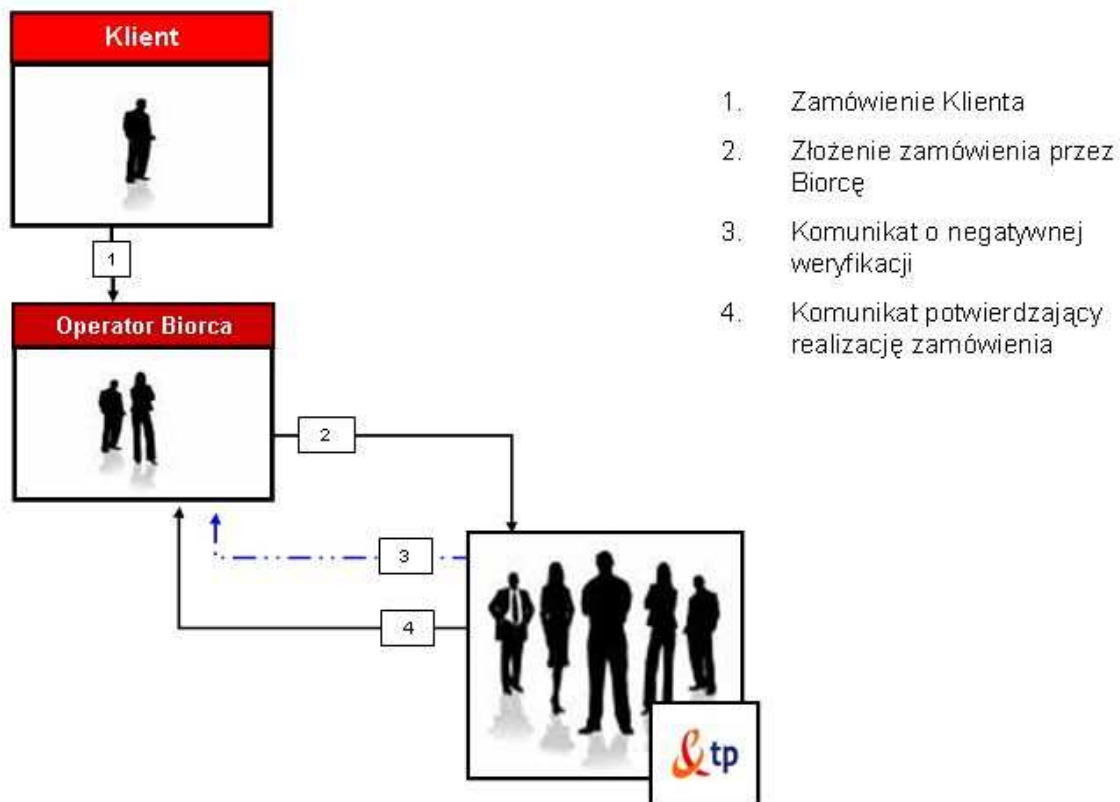 Klient
1
Operator Biorca
2
3
4
tp
1. Zamówienie Klienta
2. Złożenie zamówienia przez
Biorcę
3. Komunikat o negatywnej
weryfikacji
4. Komunikat potwierdzający
realizację zamówienia